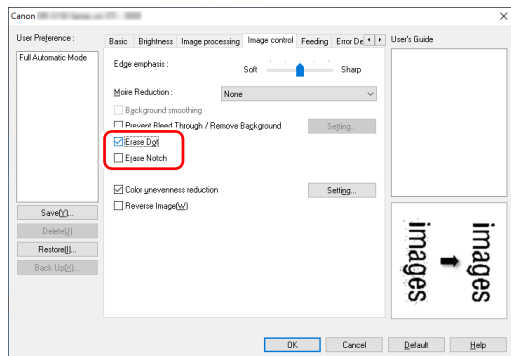 Canon
User Preference :
Full Automatic Mode
Save(Y)...
Delete(J)
Restore(I)...
Back Up(X)...
Basic Brightness Image processing Image control Feeding Error De
Edge emphasis :
Soft Sharp
Moire Reduction :
None
Background smoothing
Prevent Bleed Through / Remove Background
Setting...
Erase Dot
Erase Notch
Color unevenness reduction
Setting...
Reverse Image(W)
User's Guide
images
images
OK Cancel Default Help